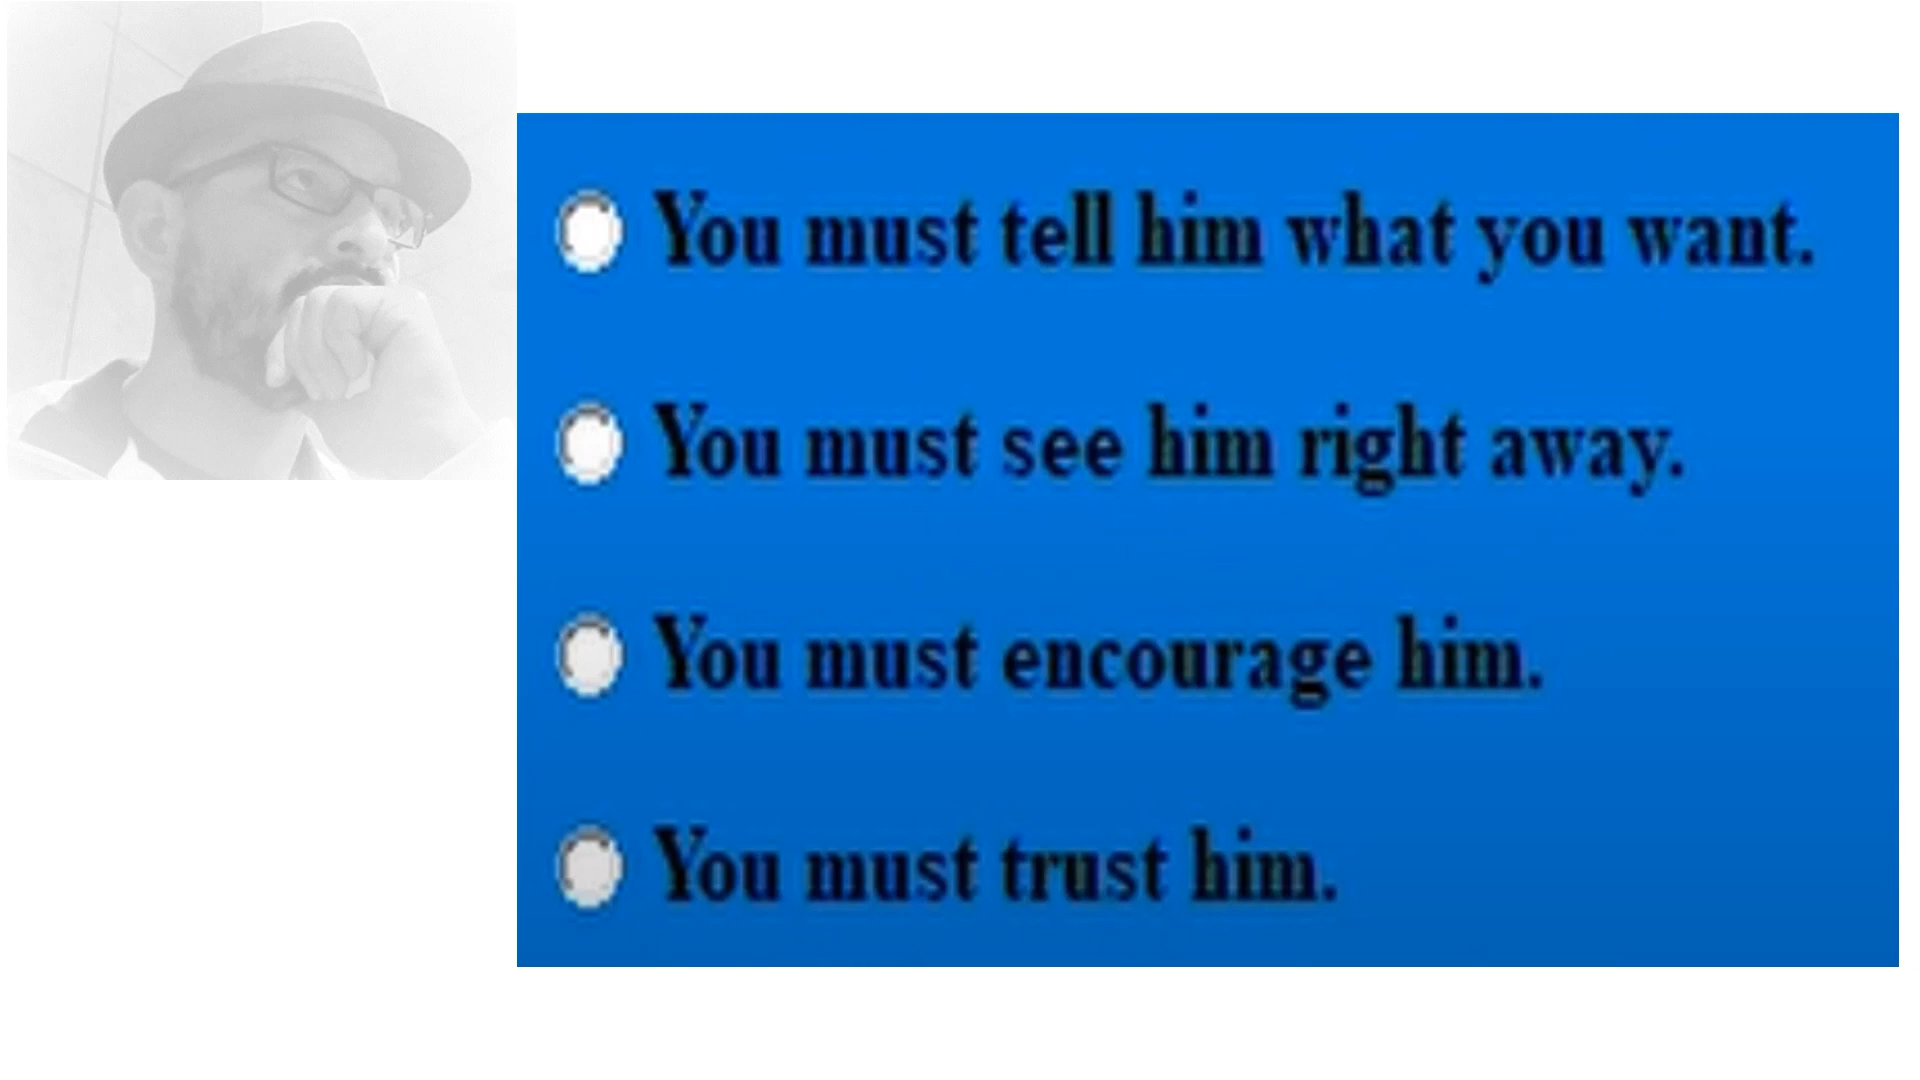 You must tell him what you want.
You must see him right away.
You must encourage him.
You must trust him.